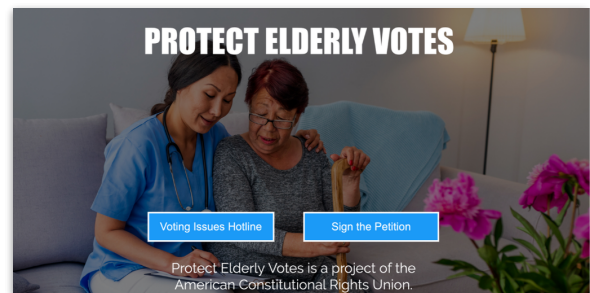 PROTECT ELDERLY VOTES
Voting Issues Hotline
Sign the Petition
Protect Elderly Votes is a project of the
American Constitutional Rights Union.